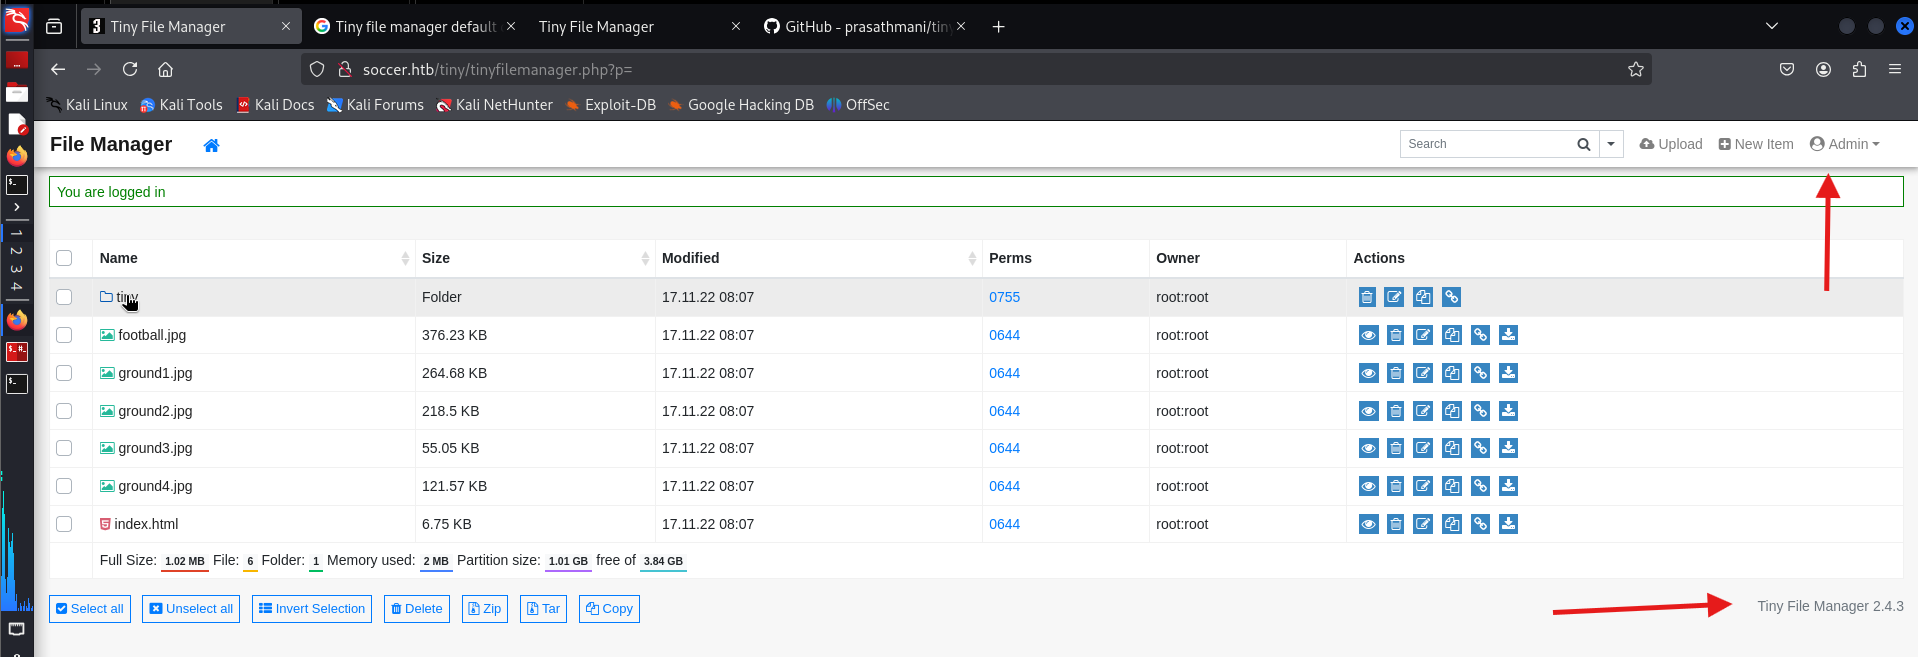 Tiny File Manager
Tiny file manager default
Tiny File Manager
GitHub - prasathmani/tiny
soccer.htb/tiny/tinyfilemanager.php?p=
Kali Linux Kali Tools Kali Docs Kali Forums Kali NetHunter Exploit-DB Google Hacking DB OffSec
File Manager Search Upload New Item Admin
You are logged in
Name Size Modified Perms Owner Actions
tiny Folder 17.11.22 08:07 0755 root:root
football.jpg 376.23 KB 17.11.22 08:07 0644 root:root
ground1.jpg 264.68 KB 17.11.22 08:07 0644 root:root
ground2.jpg 218.5 KB 17.11.22 08:07 0644 root:root
ground3.jpg 55.05 KB 17.11.22 08:07 0644 root:root
ground4.jpg 121.57 KB 17.11.22 08:07 0644 root:root
index.html 6.75 KB 17.11.22 08:07 0644 root:root
Full Size: 1.02 MB File: 6 Folder: 1 Memory used: 2 MB Partition size: 1.01 GB free of 3.84 GB
Select all Unselect all Invert Selection Delete Zip Tar Copy
Tiny File Manager 2.4.3
1
2
3
4